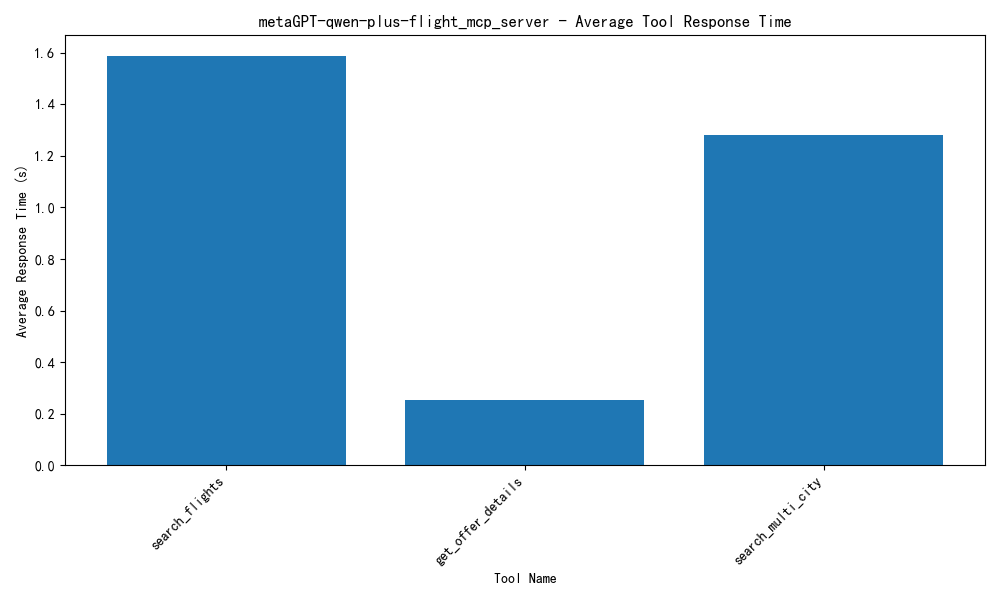 metaGPT-qwen-plus-flight_mcp_server - Average Tool Response Time
Average Response Time (s)
1.6
1.4
1.2
1.0
0.8
0.6
0.4
0.2
0.0
search_flights
get_offer_details
search_multi_city
Tool Name